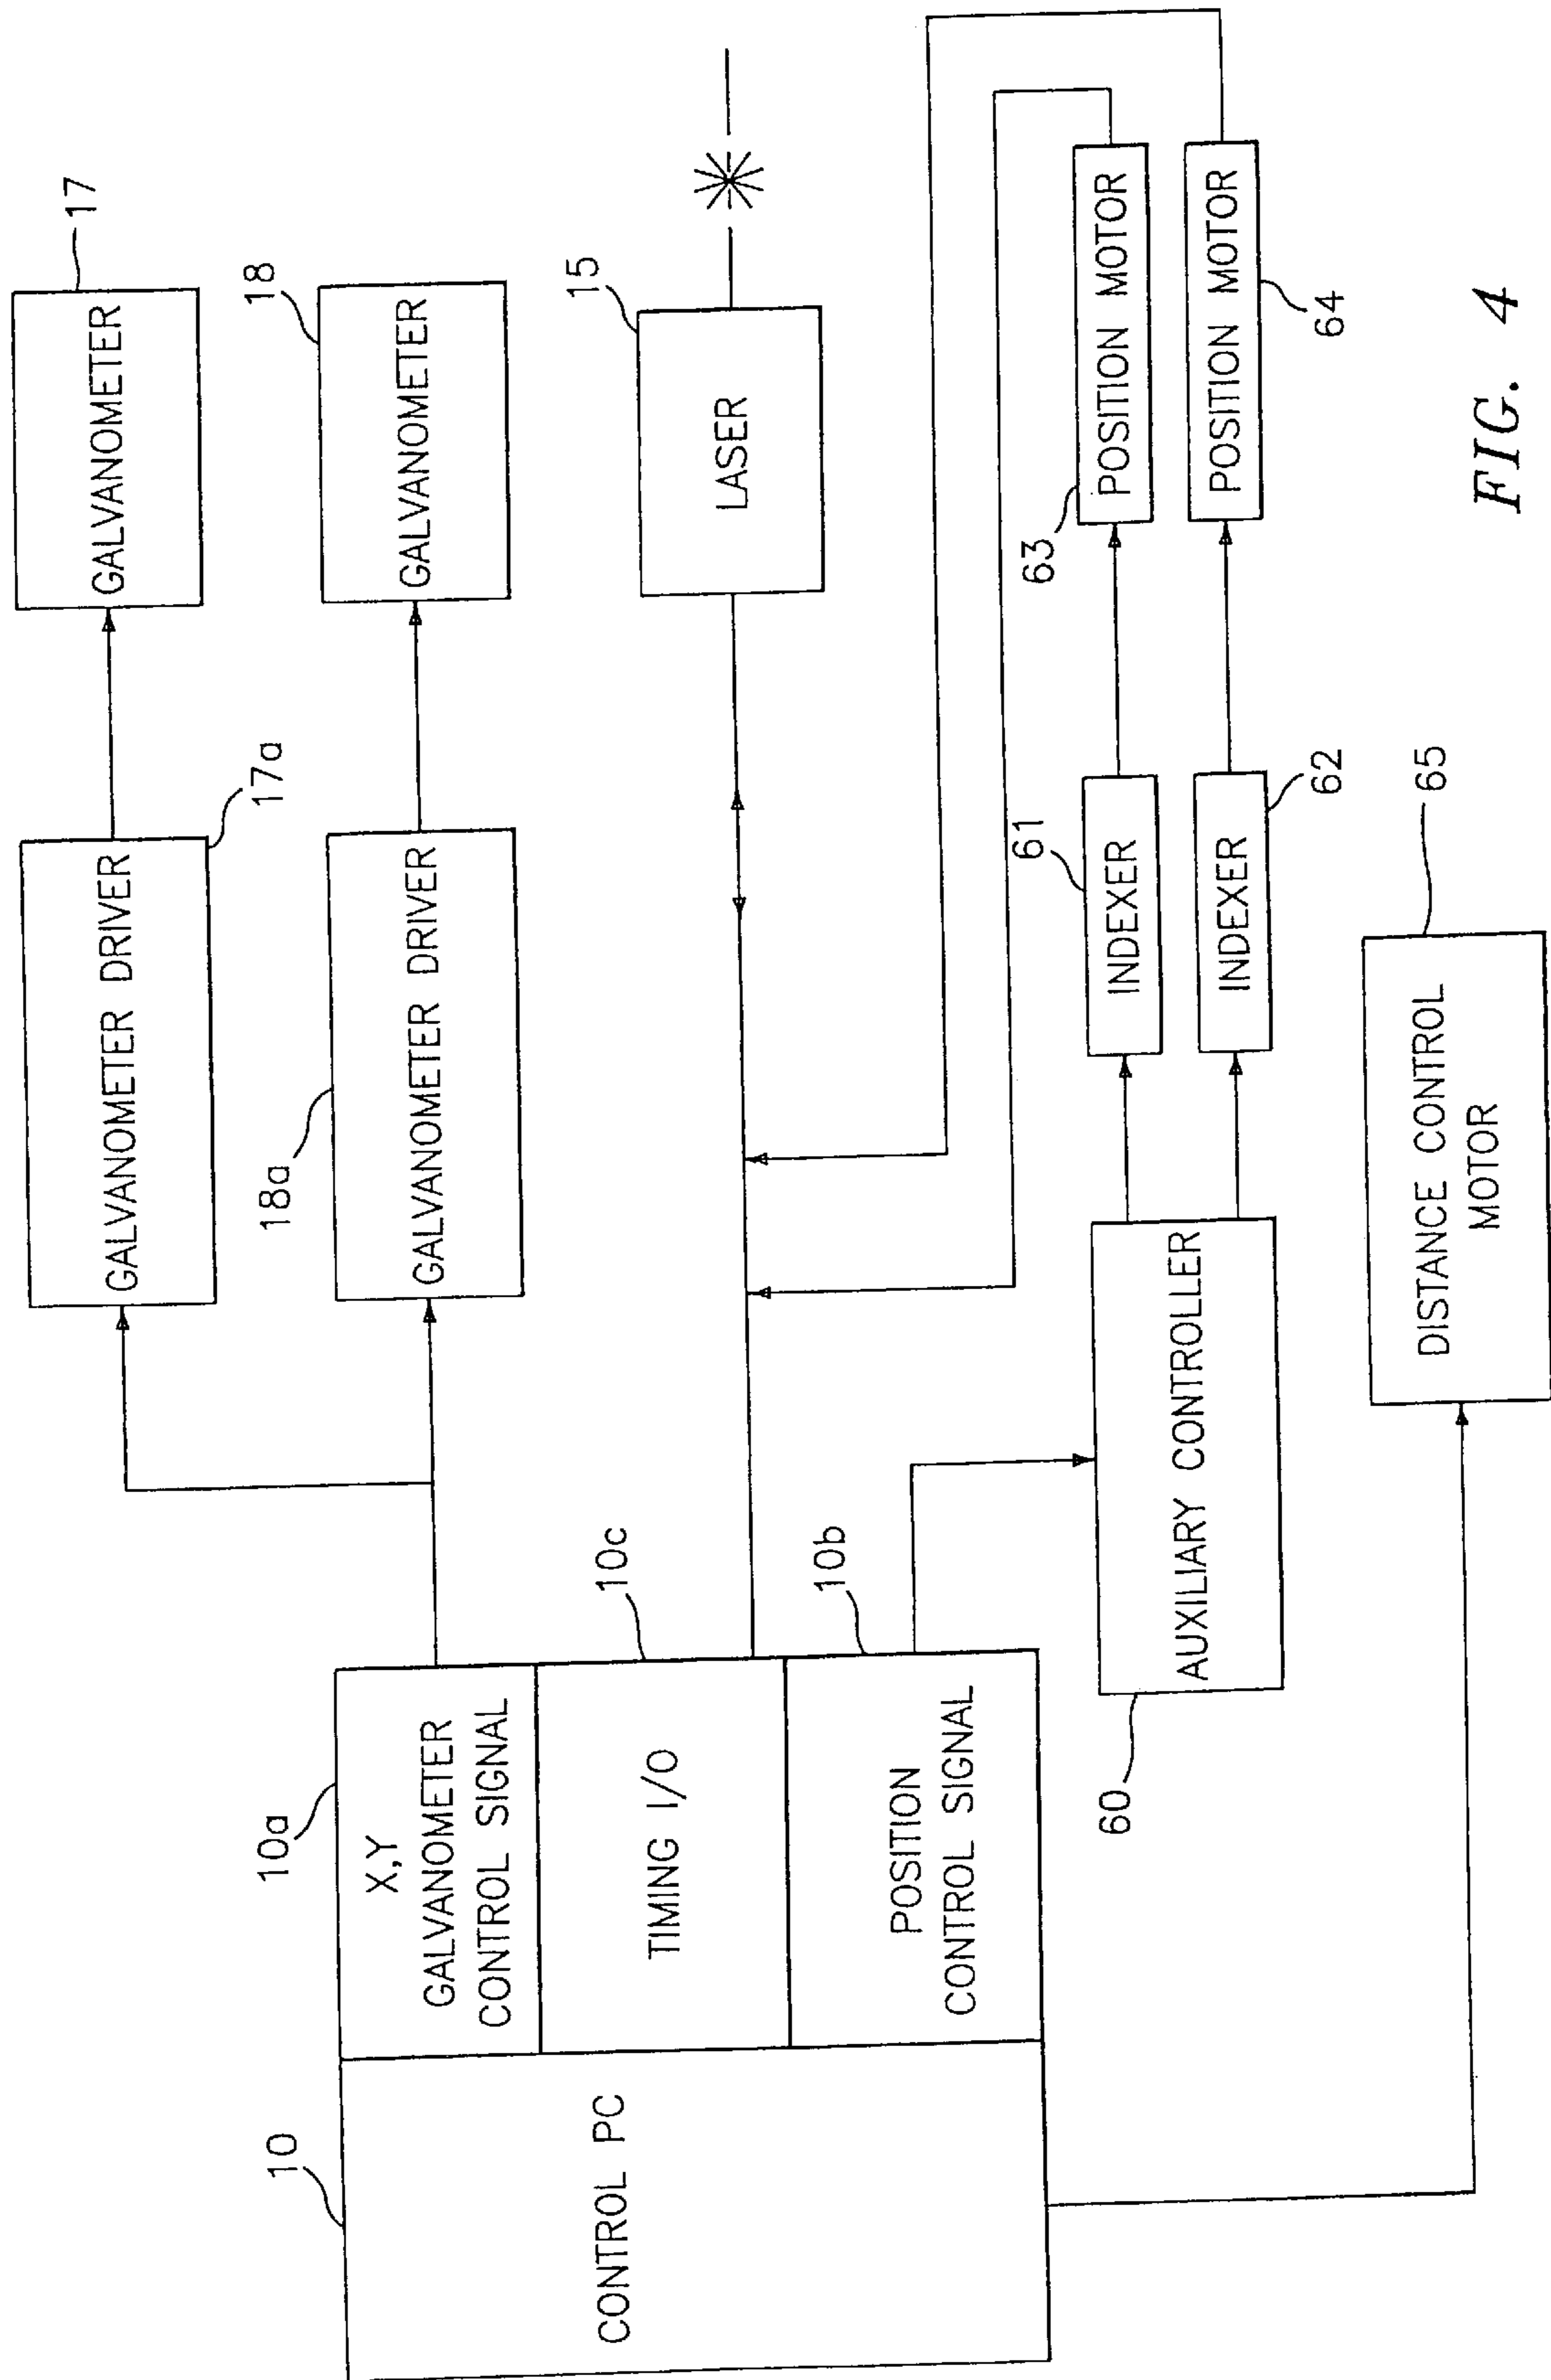 17
GALVANOMETER
17a
GALVANOMETER DRIVER
18
GALVANOMETER
18a
GALVANOMETER DRIVER
10a
X,Y
GALVANOMETER
CONTROL SIGNAL
10
CONTROL PC
10c
TIMING I/O
15
LASER
10b
POSITION
CONTROL SIGNAL
60
AUXILIARY CONTROLLER
61
INDEXER
62
INDEXER
63
POSITION MOTOR
64
POSITION MOTOR
65
DISTANCE CONTROL
MOTOR
FIG. 4